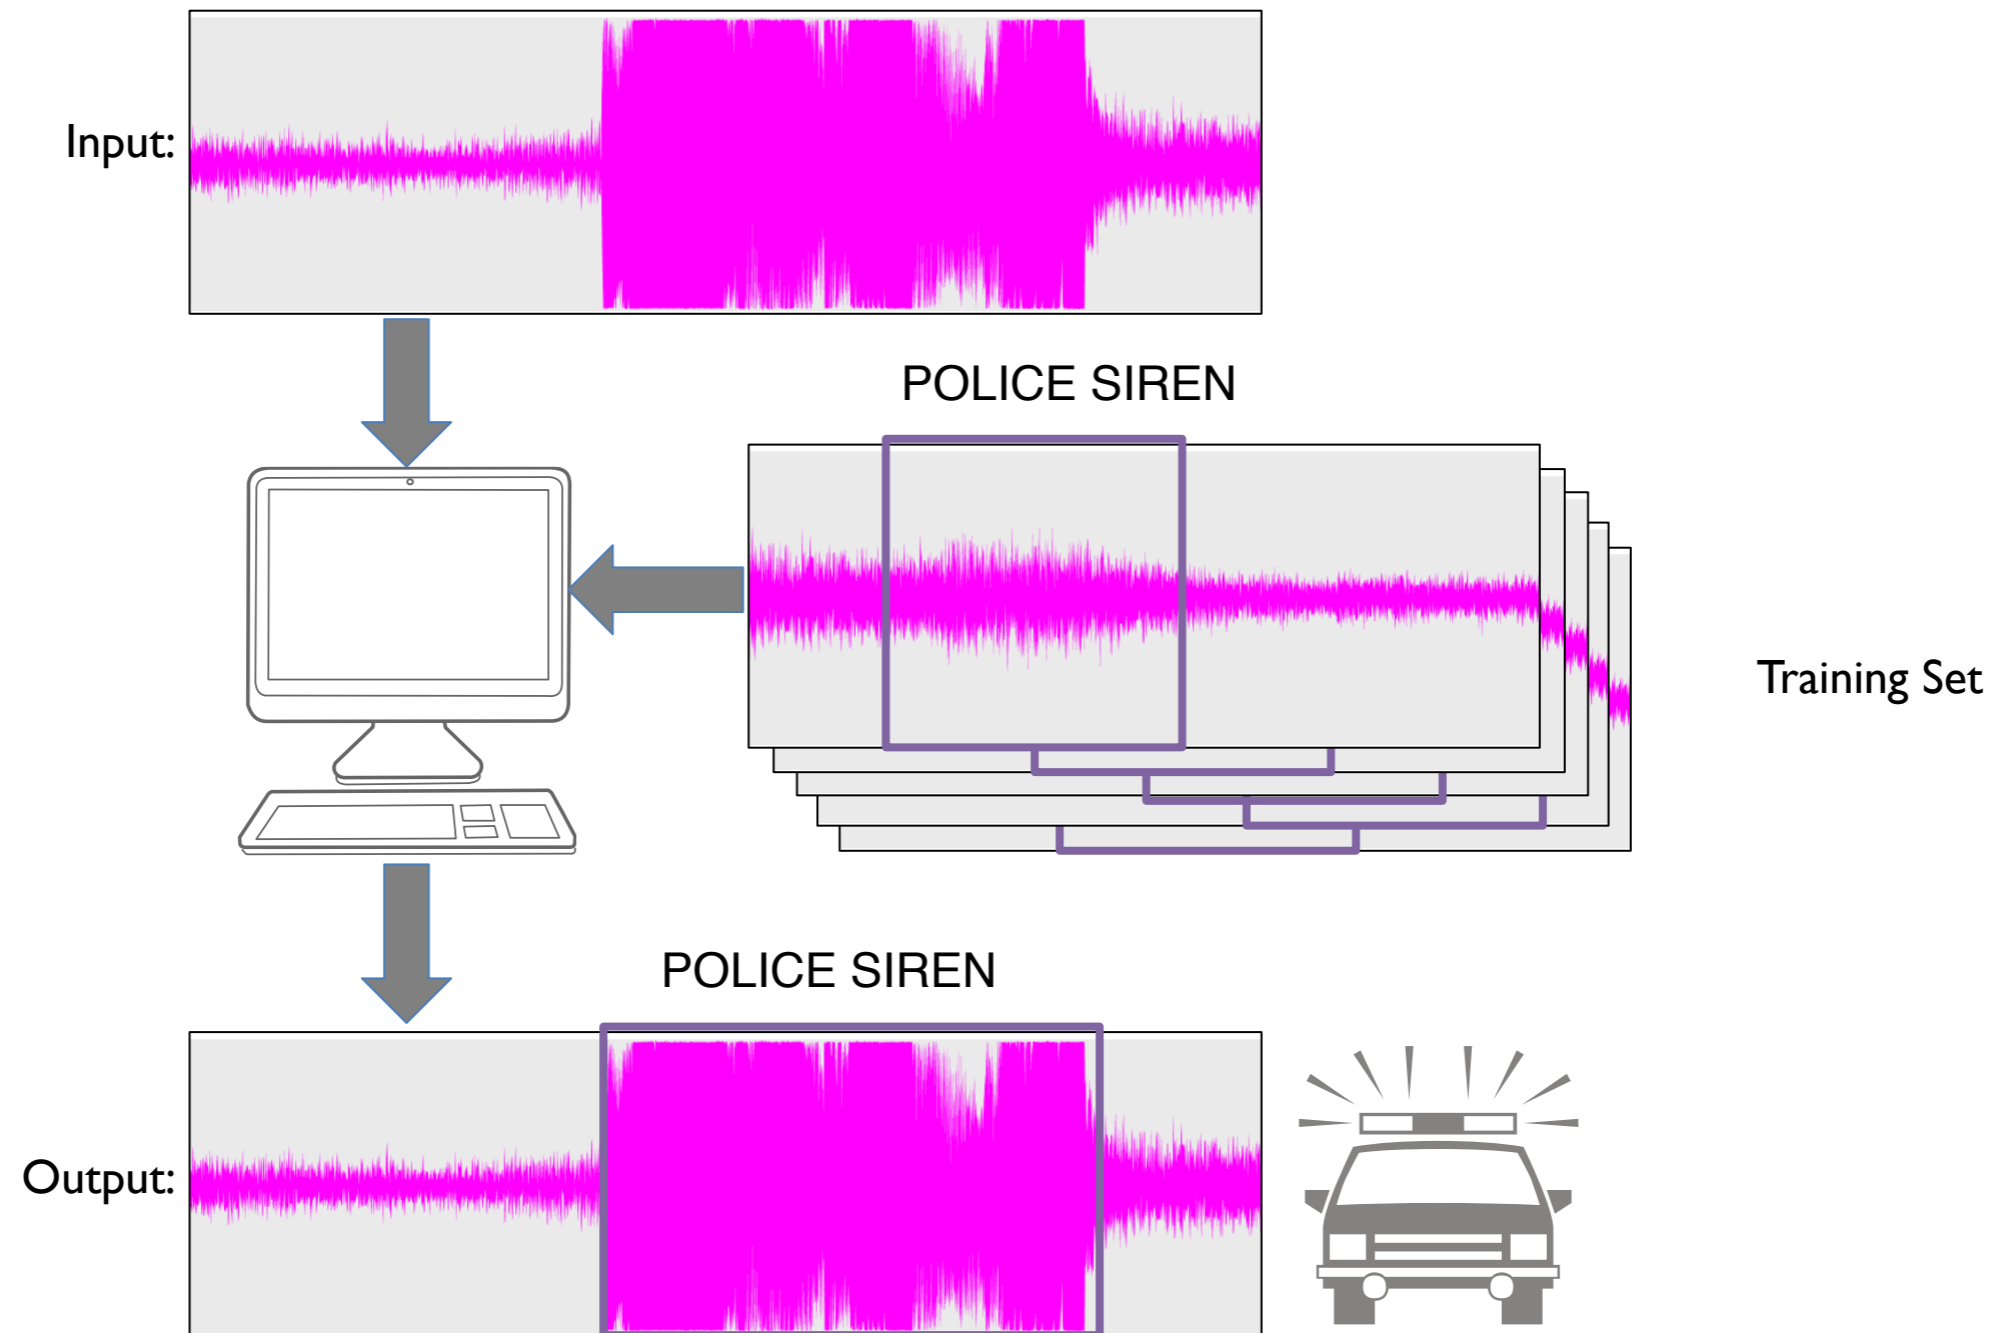 Input:
POLICE SIREN
Training Set
POLICE SIREN
Output: